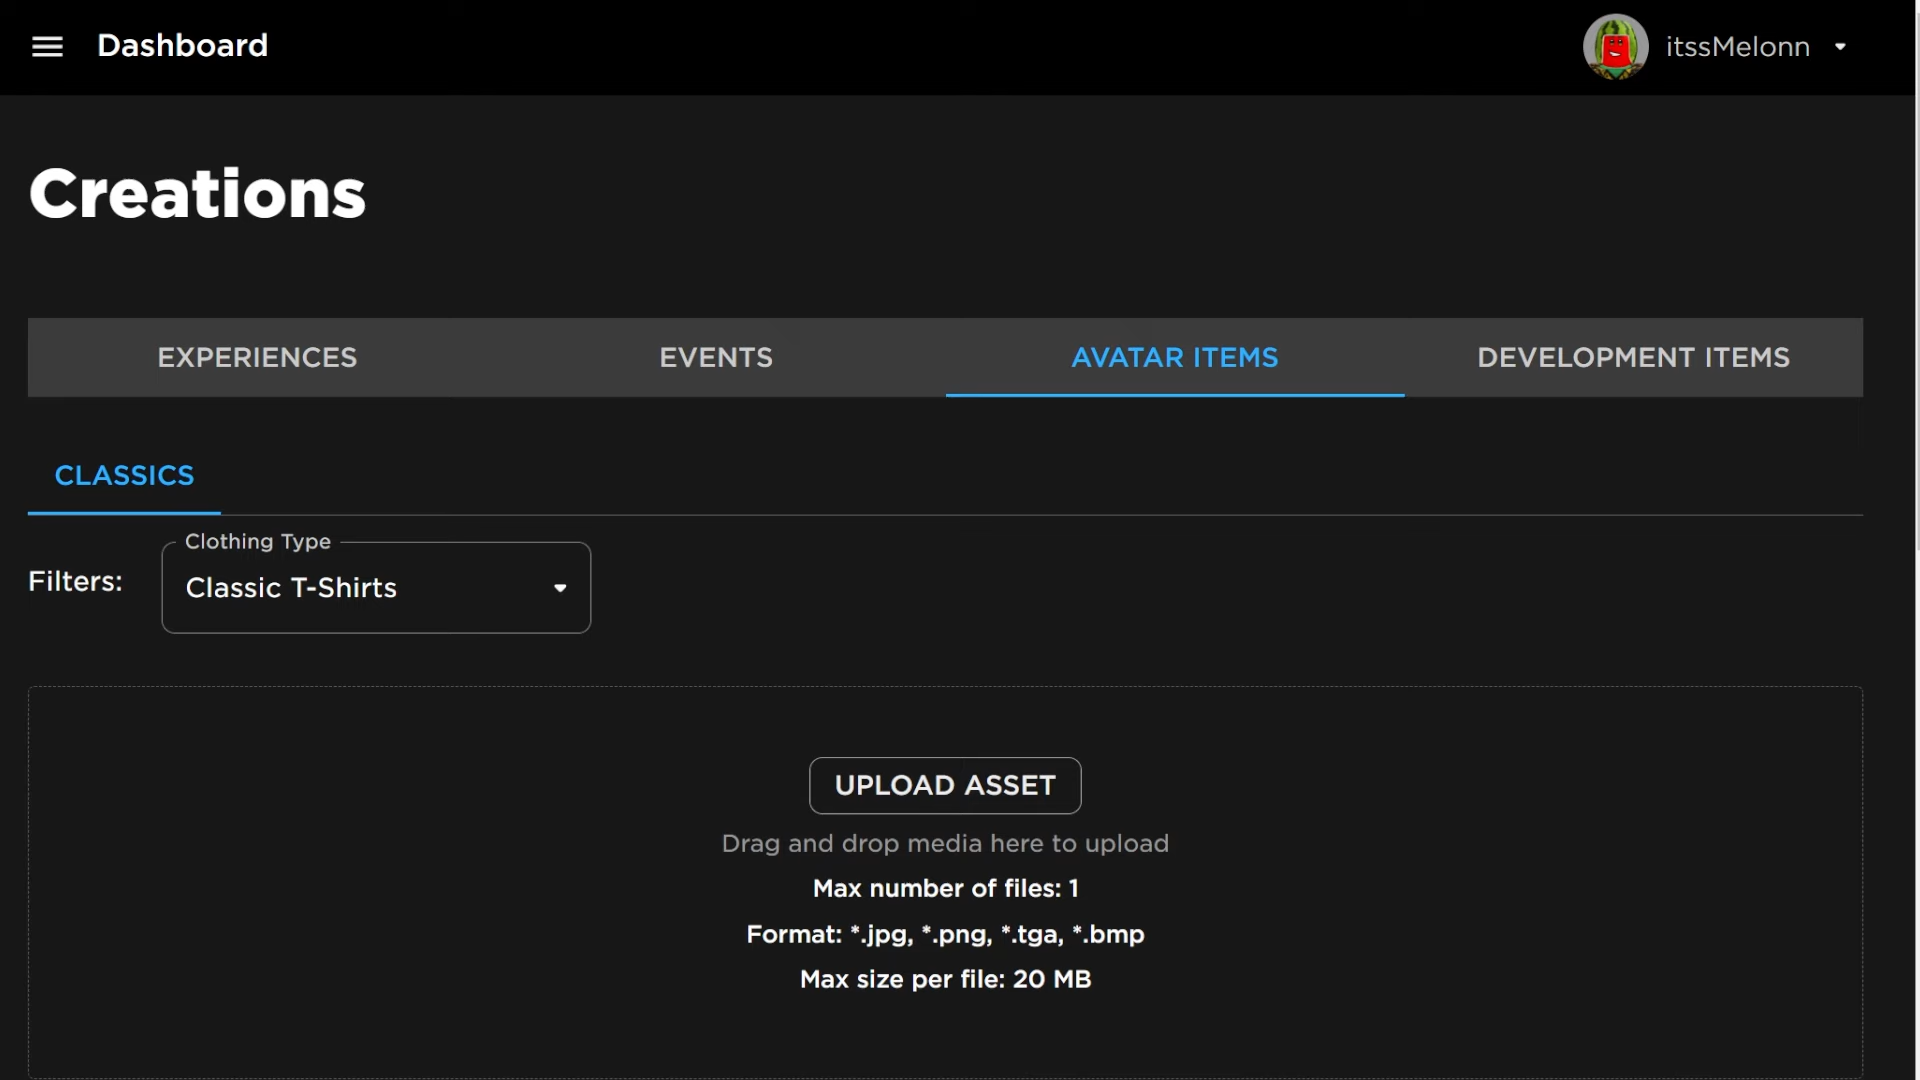 Dashboard
itssMelonn
Creations
EXPERIENCES
EVENTS
AVATAR ITEMS
DEVELOPMENT ITEMS
CLASSICS
Filters:
Clothing Type
Classic T-Shirts
UPLOAD ASSET
Drag and drop media here to upload
Max number of files: 1
Format: *.jpg, *.png, *.tga, *.bmp
Max size per file: 20 MB